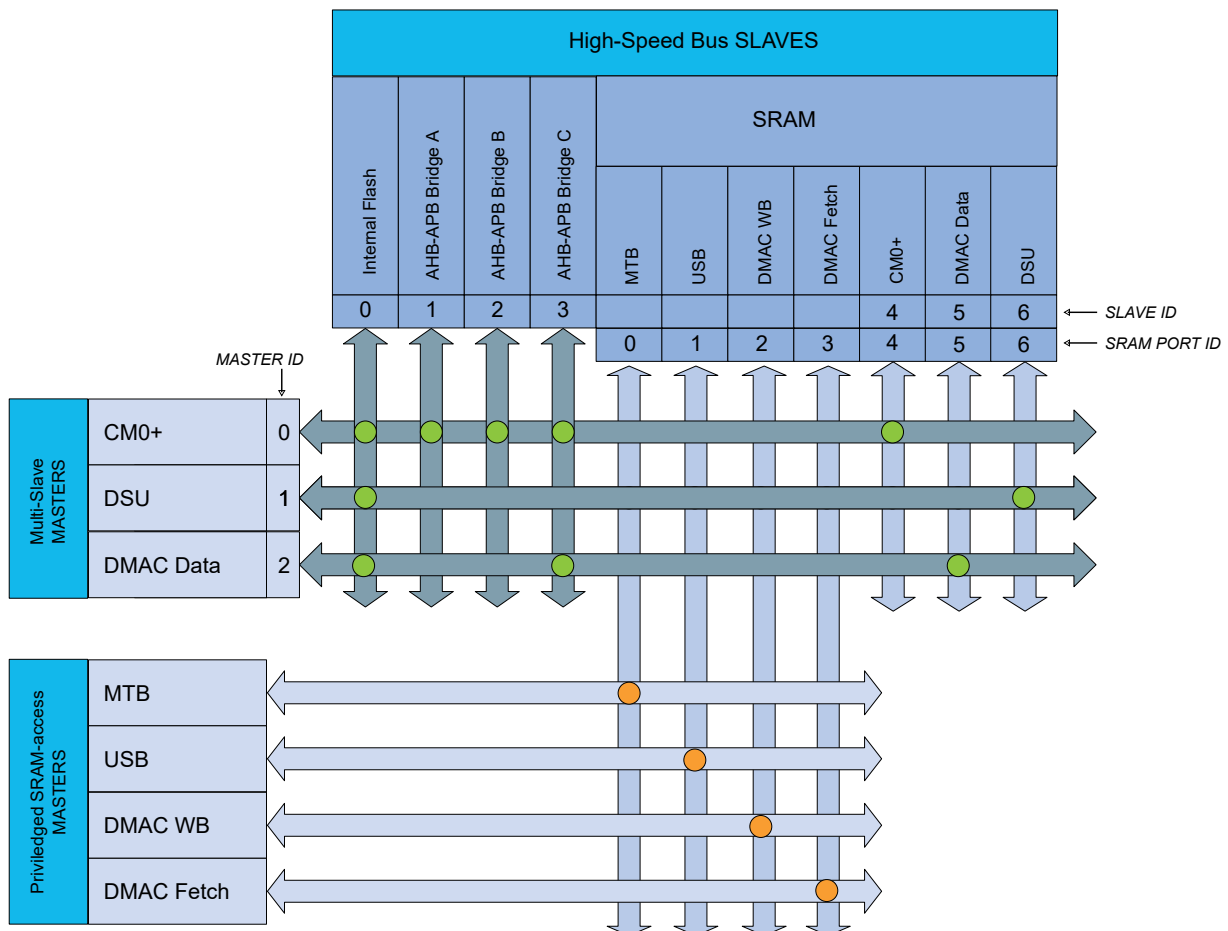 High-Speed Bus SLAVES
SRAM
Internal Flash
AHB-APB Bridge A
AHB-APB Bridge B
AHB-APB Bridge C
MTB
USB
DMAC WB
DMAC Fetch
CM0+
DMAC Data
DSU
0 1 2 3 4 5 6 SLAVE ID
0 1 2 3 4 5 6 SRAM PORT ID
MASTER ID
Multi-Slave
MASTERS
CM0+ 0
DSU 1
DMAC Data 2
Priviledged SRAM-access
MASTERS
MTB
USB
DMAC WB
DMAC Fetch